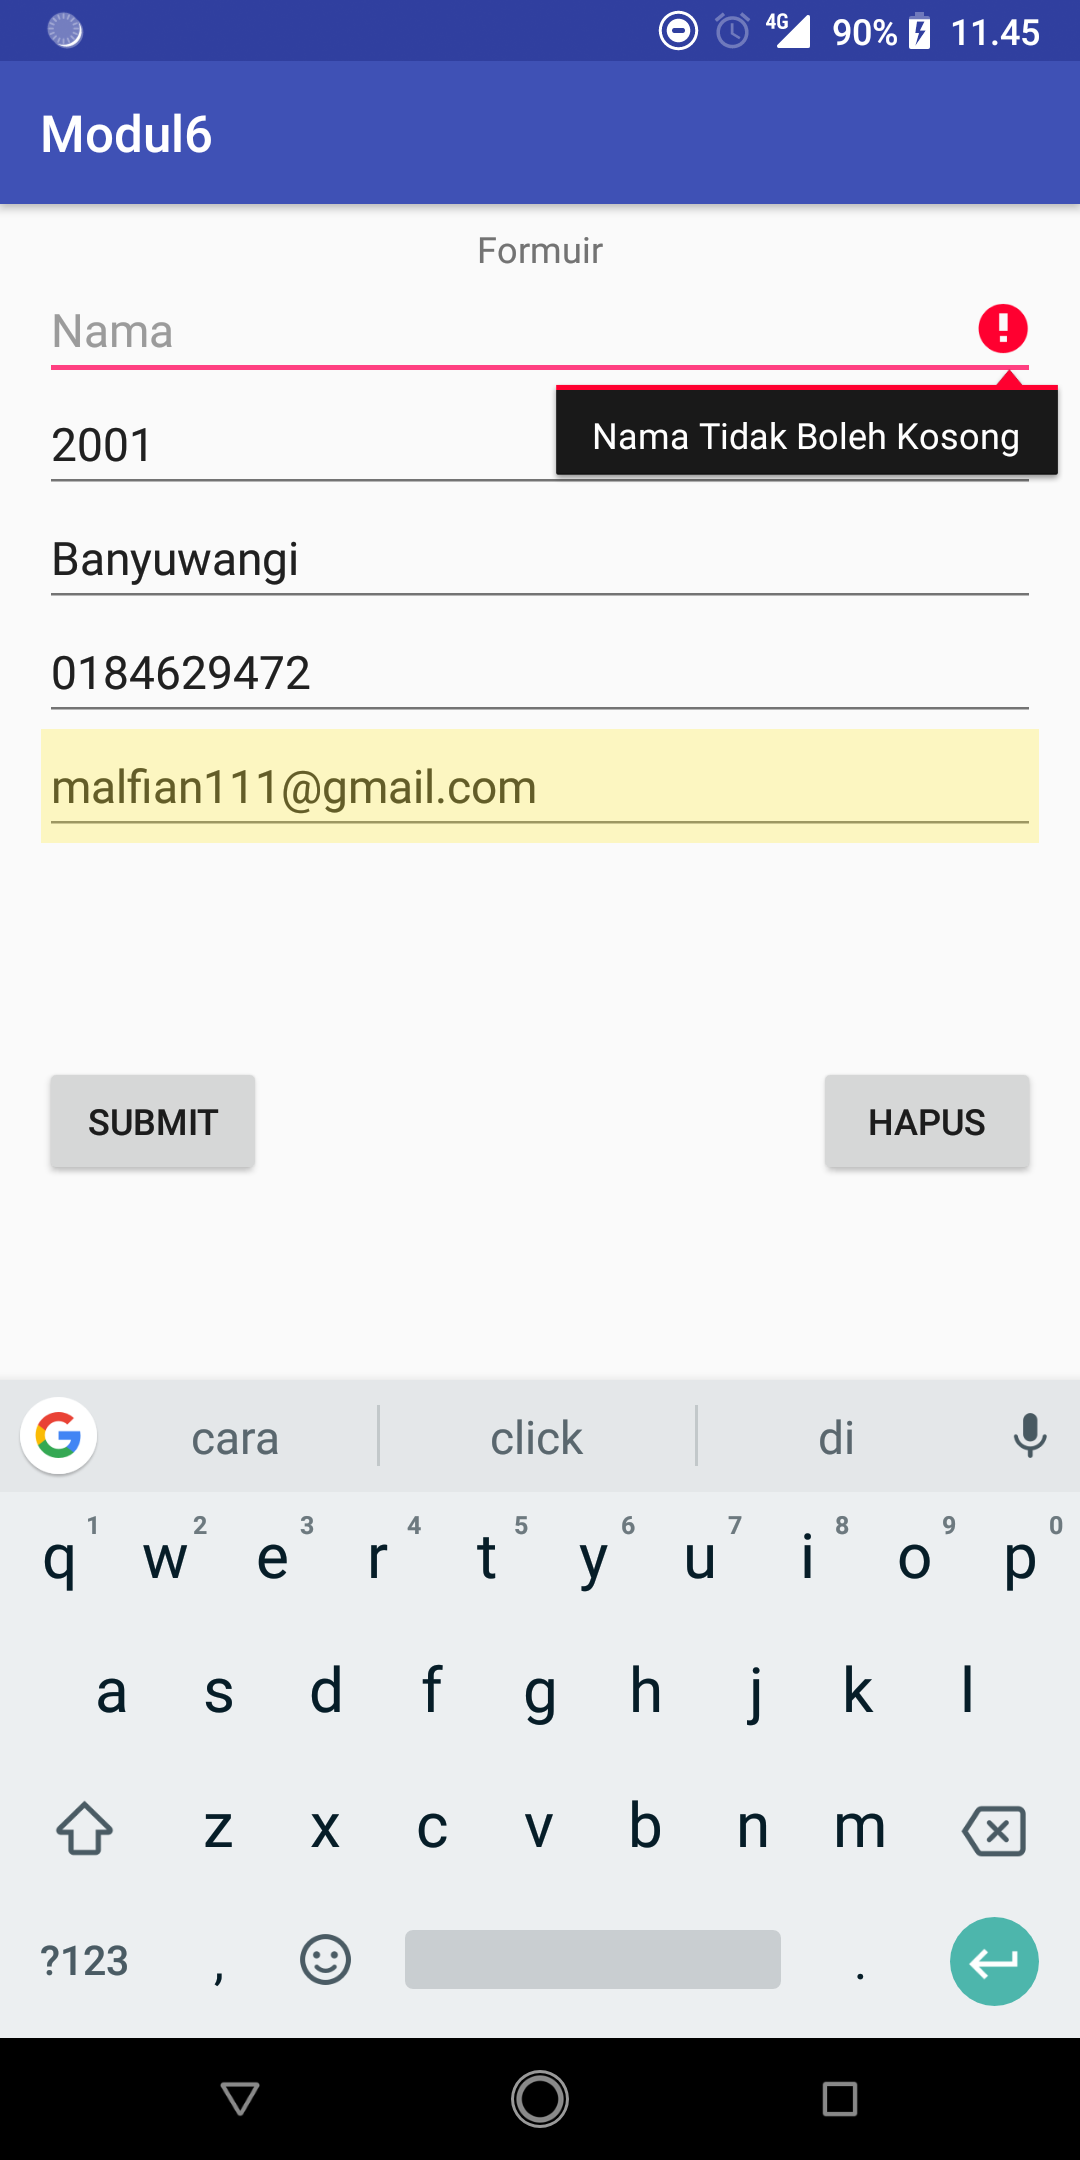 4G 90% 11.45
Modul6
Formuir
Nama
Nama Tidak Boleh Kosong
2001
Banyuwangi
0184629472
malfian111@gmail.com
SUBMIT HAPUS
cara click di
1 2 3 4 5 6 7 8 9 0
q w e r t y u i o p
a s d f g h j k l
z x c v b n m
?123 , .